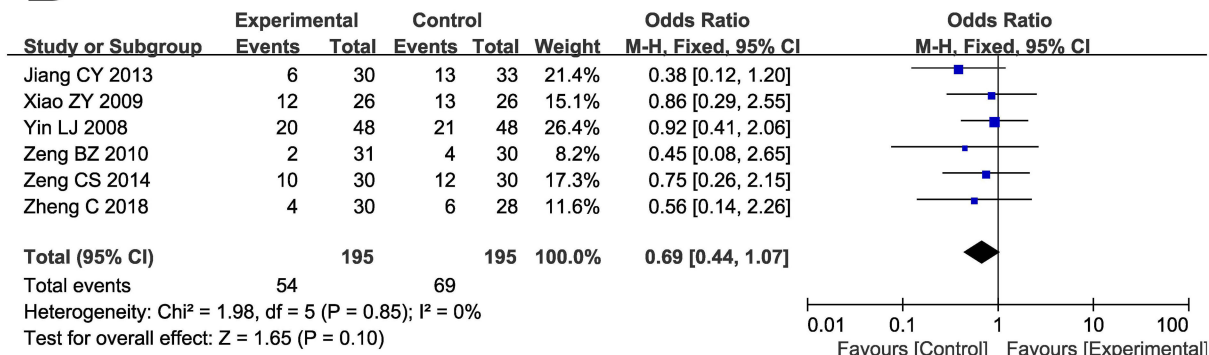 Experimental Control Odds Ratio Odds Ratio
Study or Subgroup Events Total Events Total Weight M-H, Fixed, 95% CI M-H, Fixed, 95% CI
Jiang CY 2013 6 30 13 33 21.4% 0.38 [0.12, 1.20]
Xiao ZY 2009 12 26 13 26 15.1% 0.86 [0.29, 2.55]
Yin LJ 2008 20 48 21 48 26.4% 0.92 [0.41, 2.06]
Zeng BZ 2010 2 31 4 30 8.2% 0.45 [0.08, 2.65]
Zeng CS 2014 10 30 12 30 17.3% 0.75 [0.26, 2.15]
Zheng C 2018 4 30 6 28 11.6% 0.56 [0.14, 2.26]
Total (95% CI) 195 195 100.0% 0.69 [0.44, 1.07]
Total events 54 69
Heterogeneity: Chi² = 1.98, df = 5 (P = 0.85); I² = 0%
Test for overall effect: Z = 1.65 (P = 0.10)
0.01 0.1 1 10 100
Favours [Control] Favours [Experimental]